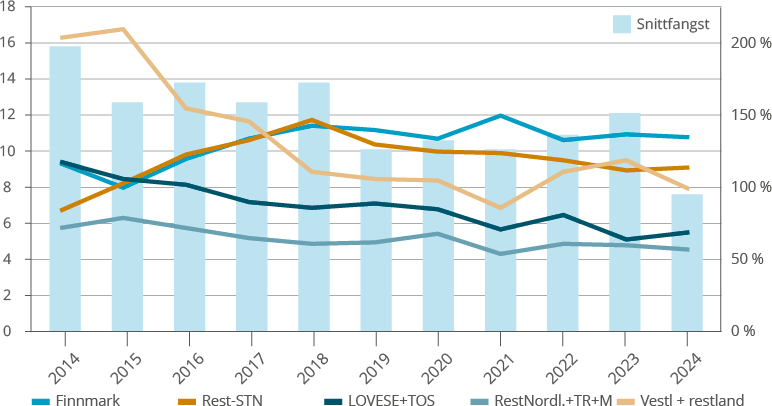 18
Snittfangst
16 200 %
14
12 150 %
10
8 100 %
6
4 50 %
2
0 0 %
2014 2015 2016 2017 2018 2019 2020 2021 2022 2023 2024
Finnmark Rest-STN LOVESE+TOS RestNordl.+TR+M Vestl + restland